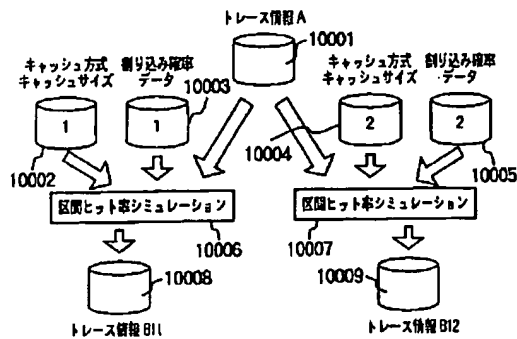 トレース情報A
10001
キャッシュ方式
キャッシュサイズ
割り込み確率
データ
キャッシュ方式
キャッシュサイズ
割り込み確率
データ
10003
1
1
2
2
10002
10004
10005
区間ヒット率シミュレーション
区間ヒット率シミュレーション
10006
10007
10008
10009
トレース情報B11
トレース情報B12